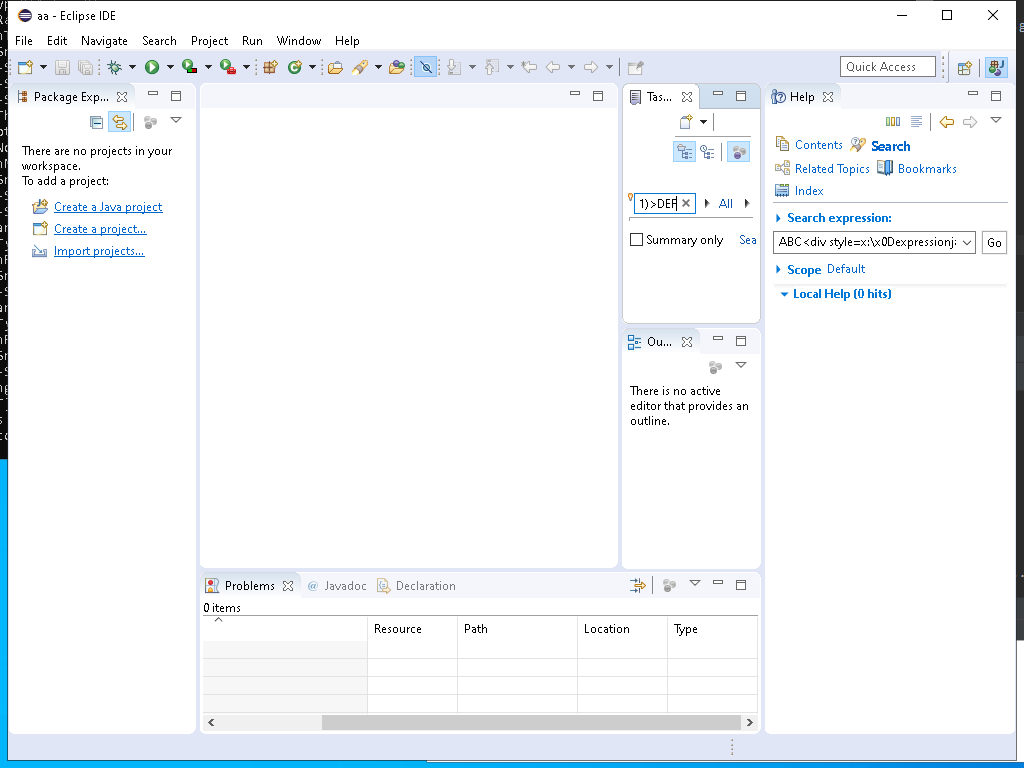 aa - Eclipse IDE
File Edit Navigate Search Project Run Window Help
Quick Access
Package Exp...
There are no projects in your
workspace.
To add a project:
Create a Java project
Create a project...
Import projects...
Tas...
1)>DEF
All
Summary only Sea
Ou...
There is no active
editor that provides an
outline.
Help
Contents Search
Related Topics Bookmarks
Index
Search expression:
ABC<div style=x:\x0Dexpression
Go
Scope Default
Local Help (0 hits)
Problems @ Javadoc Declaration
0 items
Resource Path Location Type